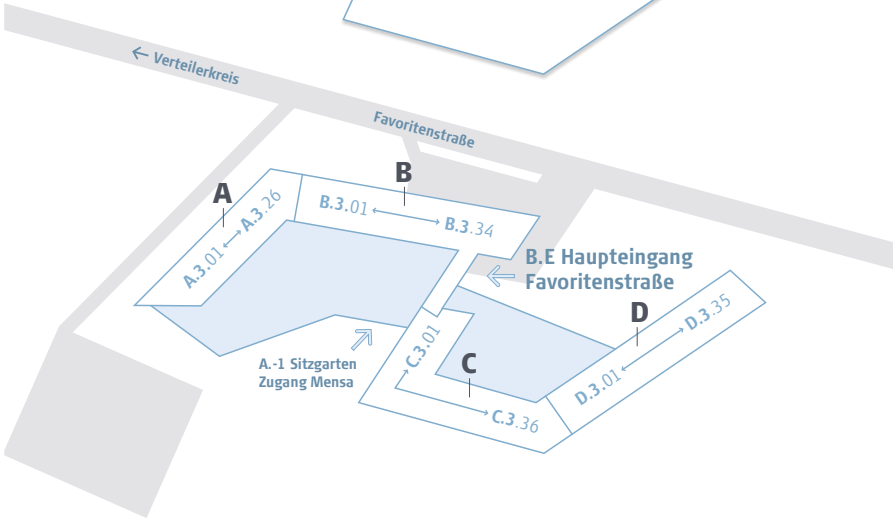 ← Verteilerkreis
Favoritenstraße
A
B
A.3.01 ↔ A.3.26
B.3.01 ↔ B.3.34
B.E Haupteingang
Favoritenstraße
D
D.3.01 ↔ D.3.35
A.-1 Sitzgarten
Zugang Mensa
C
C.3.01
C.3.36